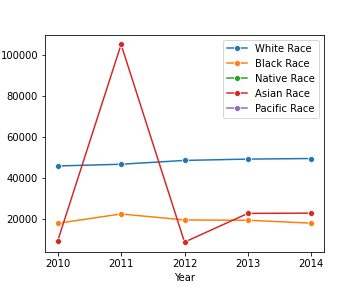 White Race
Black Race
Native Race
Asian Race
Pacific Race
100000
80000
60000
40000
20000
2010 2011 2012 2013 2014
Year